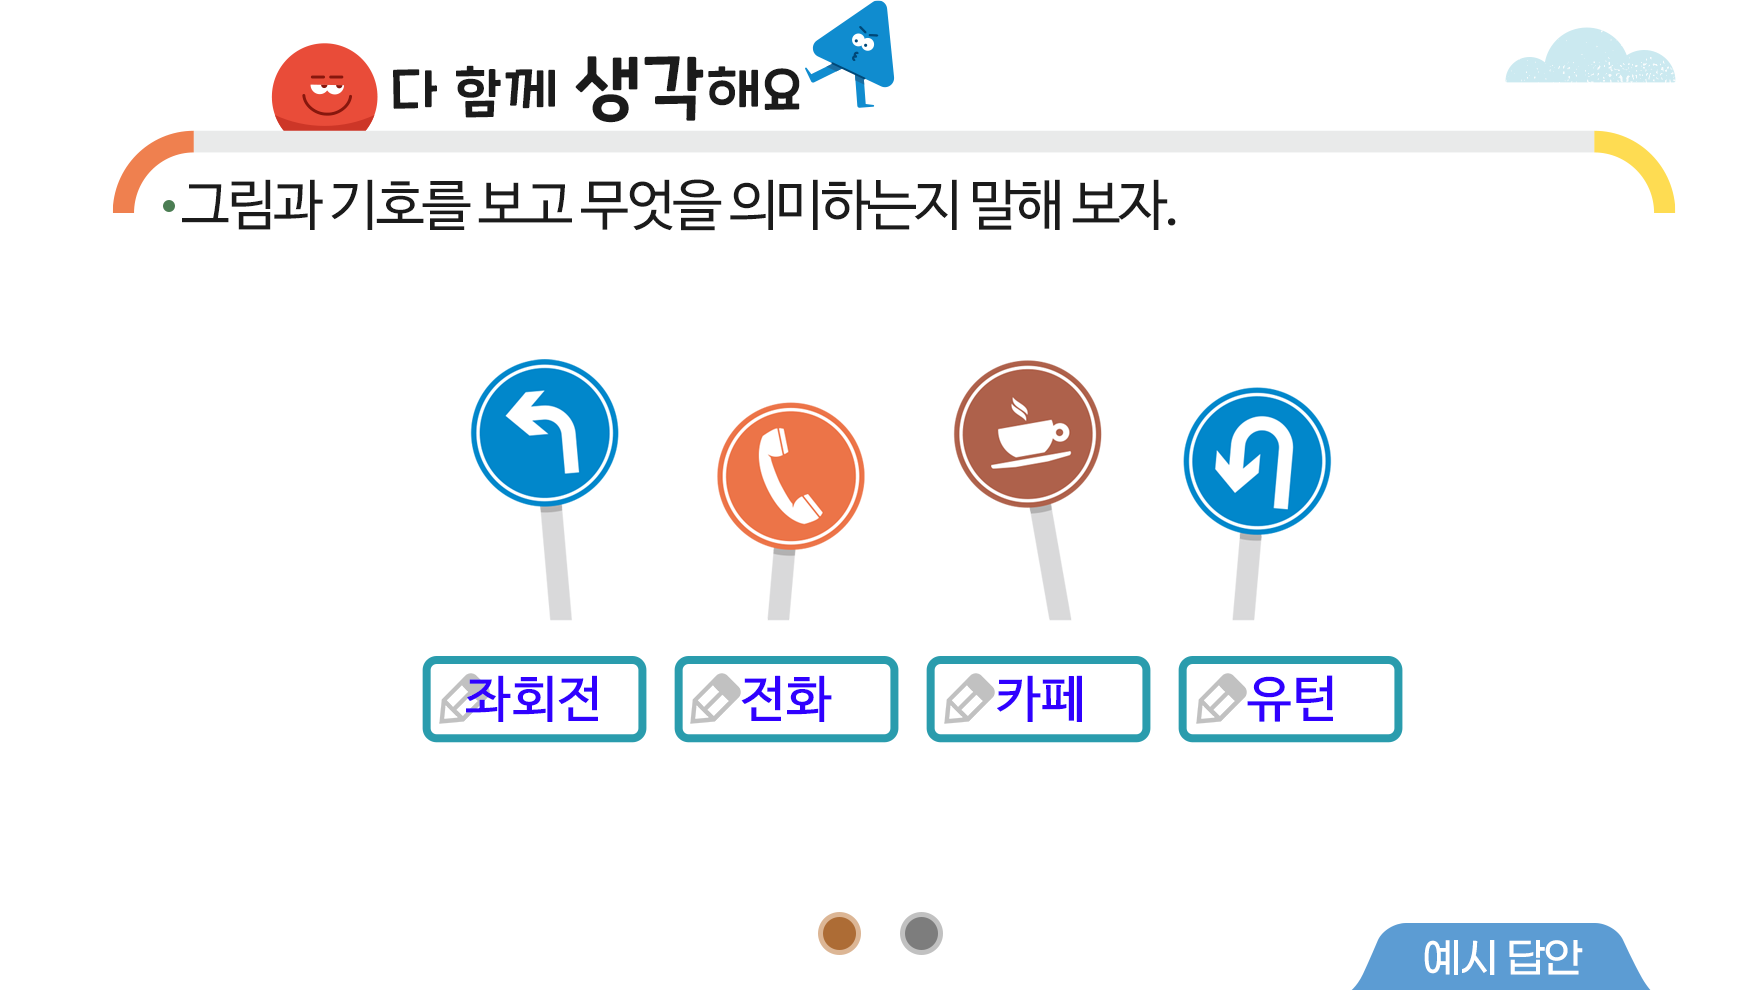 다 함께 생각해요
• 그림과 기호를 보고 무엇을 의미하는지 말해 보자.
좌회전 전화 카페 유턴
예시 답안